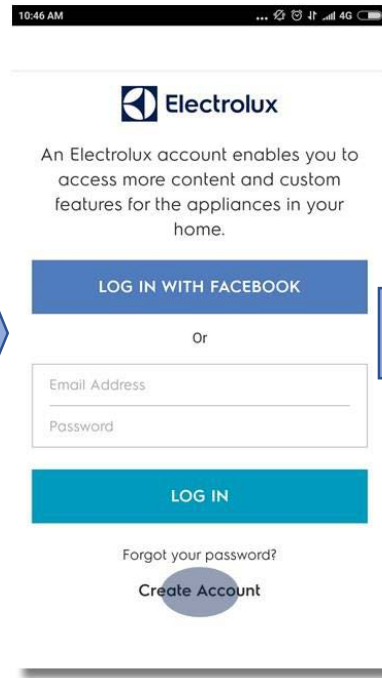 10:46 AM ... 4G
Electrolux
An Electrolux account enables you to
access more content and custom
features for the appliances in your
home.
LOG IN WITH FACEBOOK
Or
Email Address
Password
LOG IN
Forgot your password?
Create Account